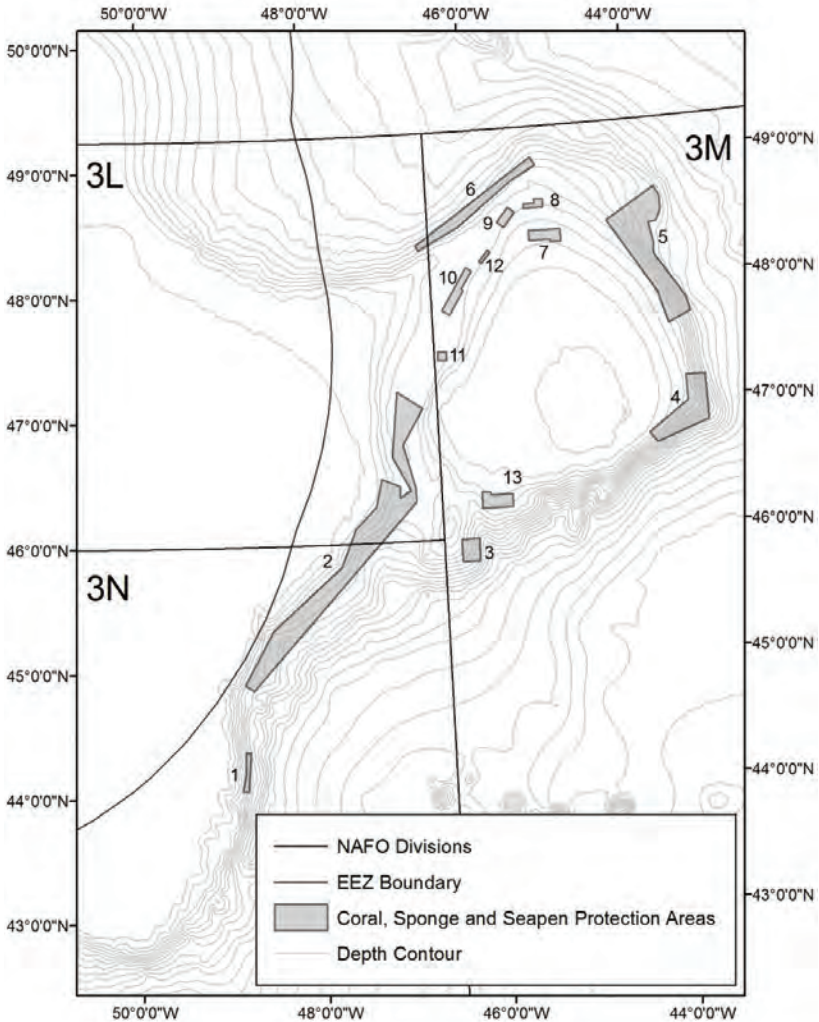 50°0'0"W 48°0'0"W 46°0'0"W 44°0'0"W
50°0'0"N
49°0'0"N
3M
3L
49°0'0"N
6
8
9
5
7
12
48°0'0"N
10
48°0'0"N
11
47°0'0"N
4
47°0'0"N
13
46°0'0"N
46°0'0"N
2
3
3N
45°0'0"N
45°0'0"N
1
44°0'0"N
44°0'0"N
NAFO Divisions
EEZ Boundary
Coral, Sponge and Seapen Protection Areas
Depth Contour
43°0'0"N
43°0'0"N
50°0'0"W 48°0'0"W 46°0'0"W 44°0'0"W